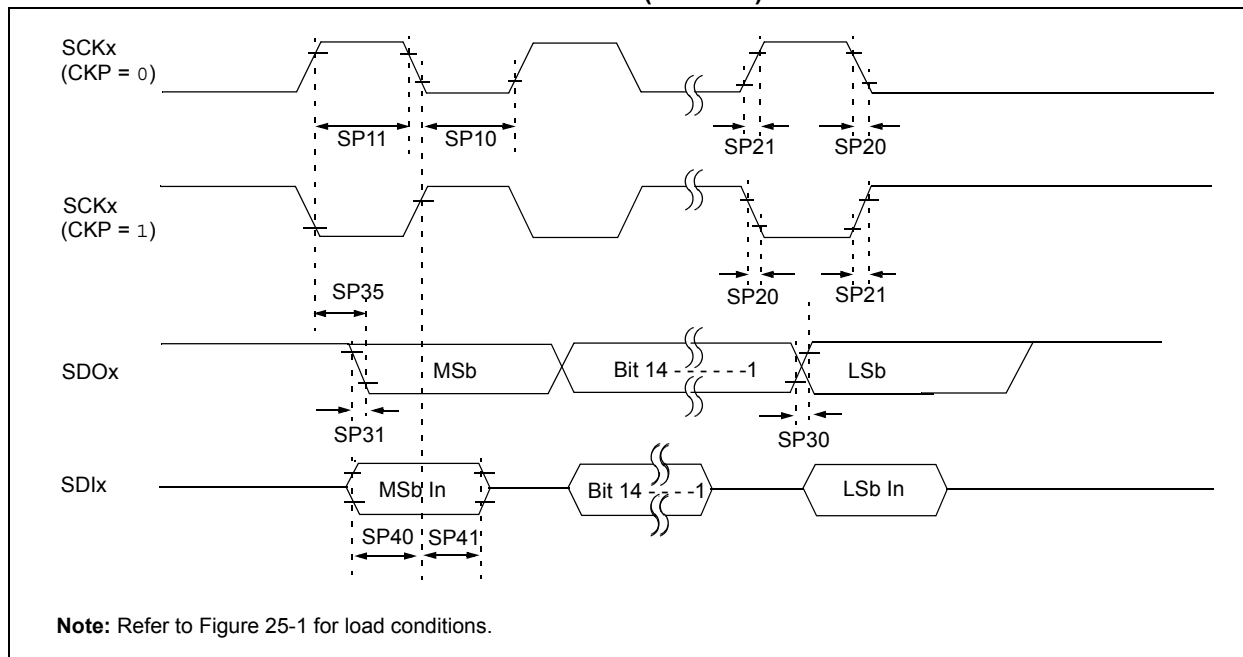 SCKx
(CKP = 0)
SP11
SP10
SP21
SP20
SCKx
(CKP = 1)
SP35
SP20
SP21
SDOx
MSb
Bit 14 - - - - - -1
LSb
SP31
SP30
SDIx
MSb In
Bit 14 - - - - -1
LSb In
SP40
SP41
Note: Refer to Figure 25-1 for load conditions.